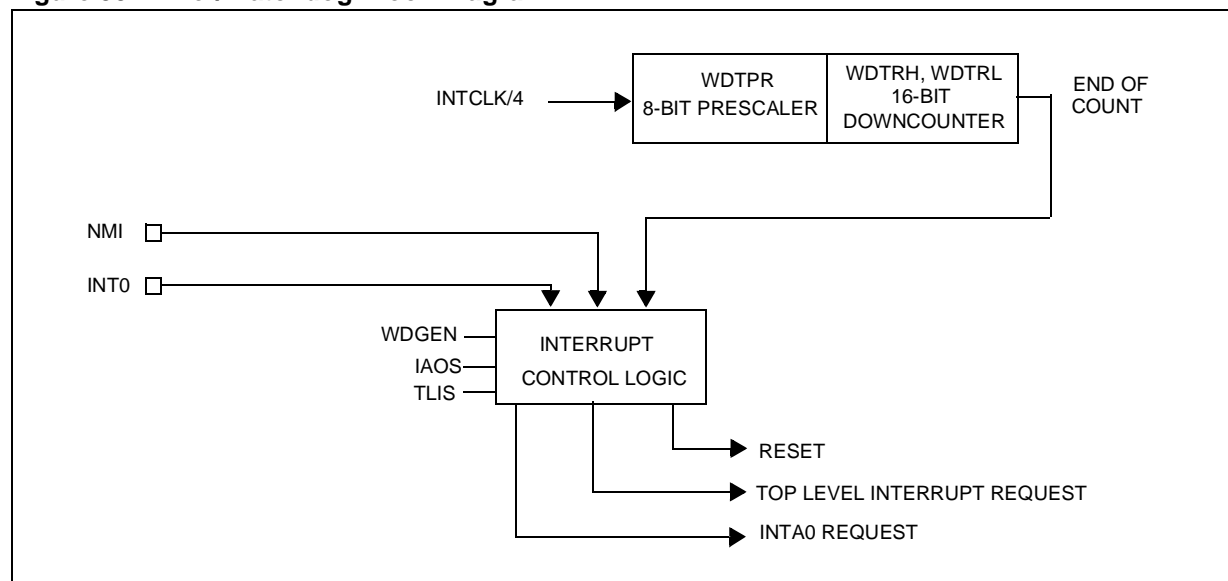 INTCLK/4
WDTPR
8-BIT PRESCALER
WDTRH, WDTRL
16-BIT
DOWNCOUNTER
END OF
COUNT
NMI
INT0
WDGEN
IAOS
TLIS
INTERRUPT
CONTROL LOGIC
RESET
TOP LEVEL INTERRUPT REQUEST
INTA0 REQUEST